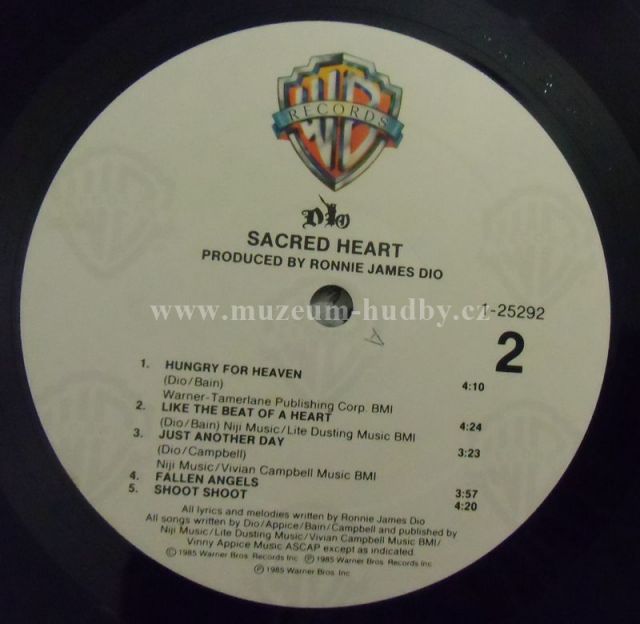 WB
RECORDS
DIO
SACRED HEART
PRODUCED BY RONNIE JAMES DIO
www.muzeum-hudby.cz
1-25292
2
1. HUNGRY FOR HEAVEN
(Dio/Bain) 4:10
Warner-Tamerlane Publishing Corp. BMI
2. LIKE THE BEAT OF A HEART
(Dio/Bain) Niji Music/Lite Dusting Music BMI 4:24
3. JUST ANOTHER DAY 3:23
(Dio/Campbell)
Niji Music/Vivian Campbell Music BMI
4. FALLEN ANGELS 3:57
5. SHOOT SHOOT 4:20
All lyrics and melodies written by Ronnie James Dio
All songs written by Dio/Appice/Bain/Campbell and published by
Niji Music/Lite Dusting Music/Vivian Campbell Music BMI/
Vinny Appice Music ASCAP except as indicated.
©1985 Warner Bros. Records Inc. ℗1985 Warner Bros. Records Inc.
℗ 1985 Warner Bros. Inc.